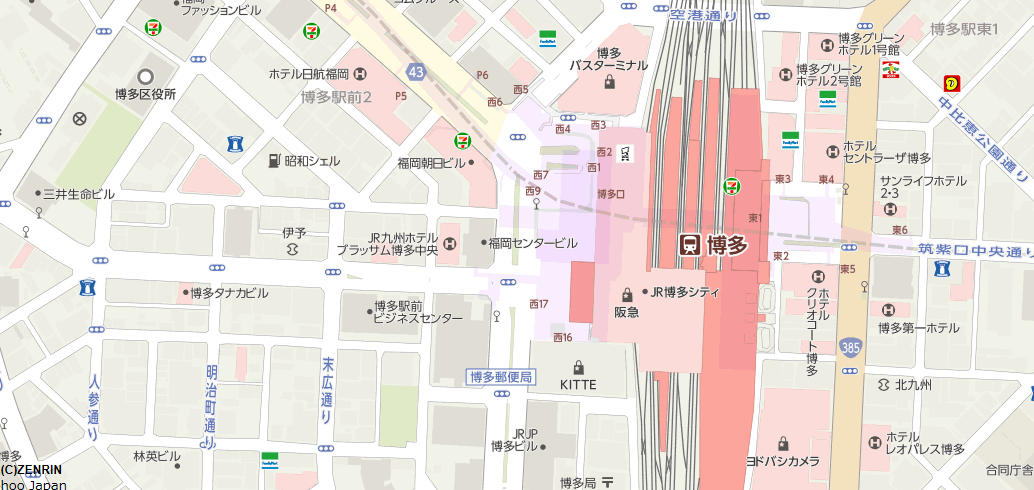 福岡
ファッションビル
P4
空港通り
博多駅東1
博多グリーン
ホテル1号館
博多
バスターミナル
ホテル日航福岡
43
P6
博多グリーン
ホテル2号館
博多区役所
博多駅前2
P5
西6
西5
FamilyMart
中比恵公園通り
西4
西3
昭和シェル
福岡朝日ビル
西2
西1
西7
西9
博多口
ホテル
セントラーザ博多
三井生命ビル
東3
東4
サンライフホテル
2・3
東1
東6
伊予
JR九州ホテル
ブラッサム博多中央
福岡センタービル
博多
東2
筑紫口中央通り
東5
博多タナカビル
JR博多シティ
阪急
ホテル
クリオコート博多
博多駅前
ビジネスセンター
西17
西16
博多第一ホテル
385
人参通り
明治町通り
末広通り
博多郵便局
KITTE
北九州
JRJP
博多ビル
ヨドバシカメラ
ホテル
レオパレス博多
林英ビル
博多
(C)ZENRIN
hoo Japan
博多局
合同庁舎